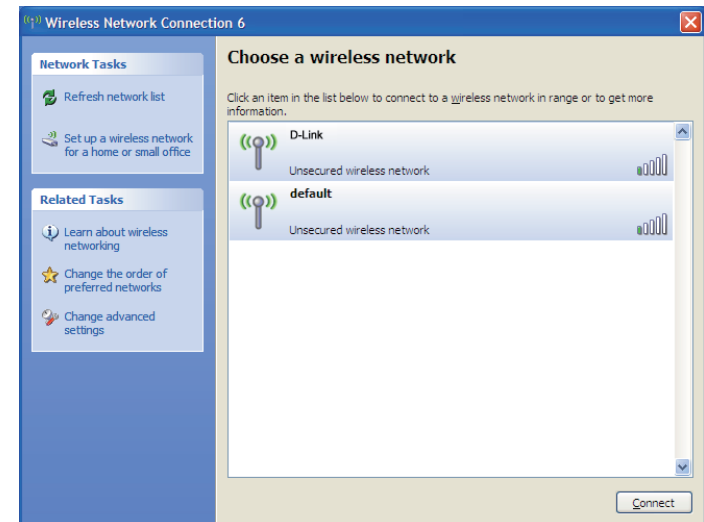 Wireless Network Connection 6
Network Tasks
Refresh network list
Set up a wireless network
for a home or small office
Related Tasks
Learn about wireless
networking
Change the order of
preferred networks
Change advanced
settings
Choose a wireless network
Click an item in the list below to connect to a wireless network in range or to get more
information.
D-Link
Unsecured wireless network
default
Unsecured wireless network
Connect